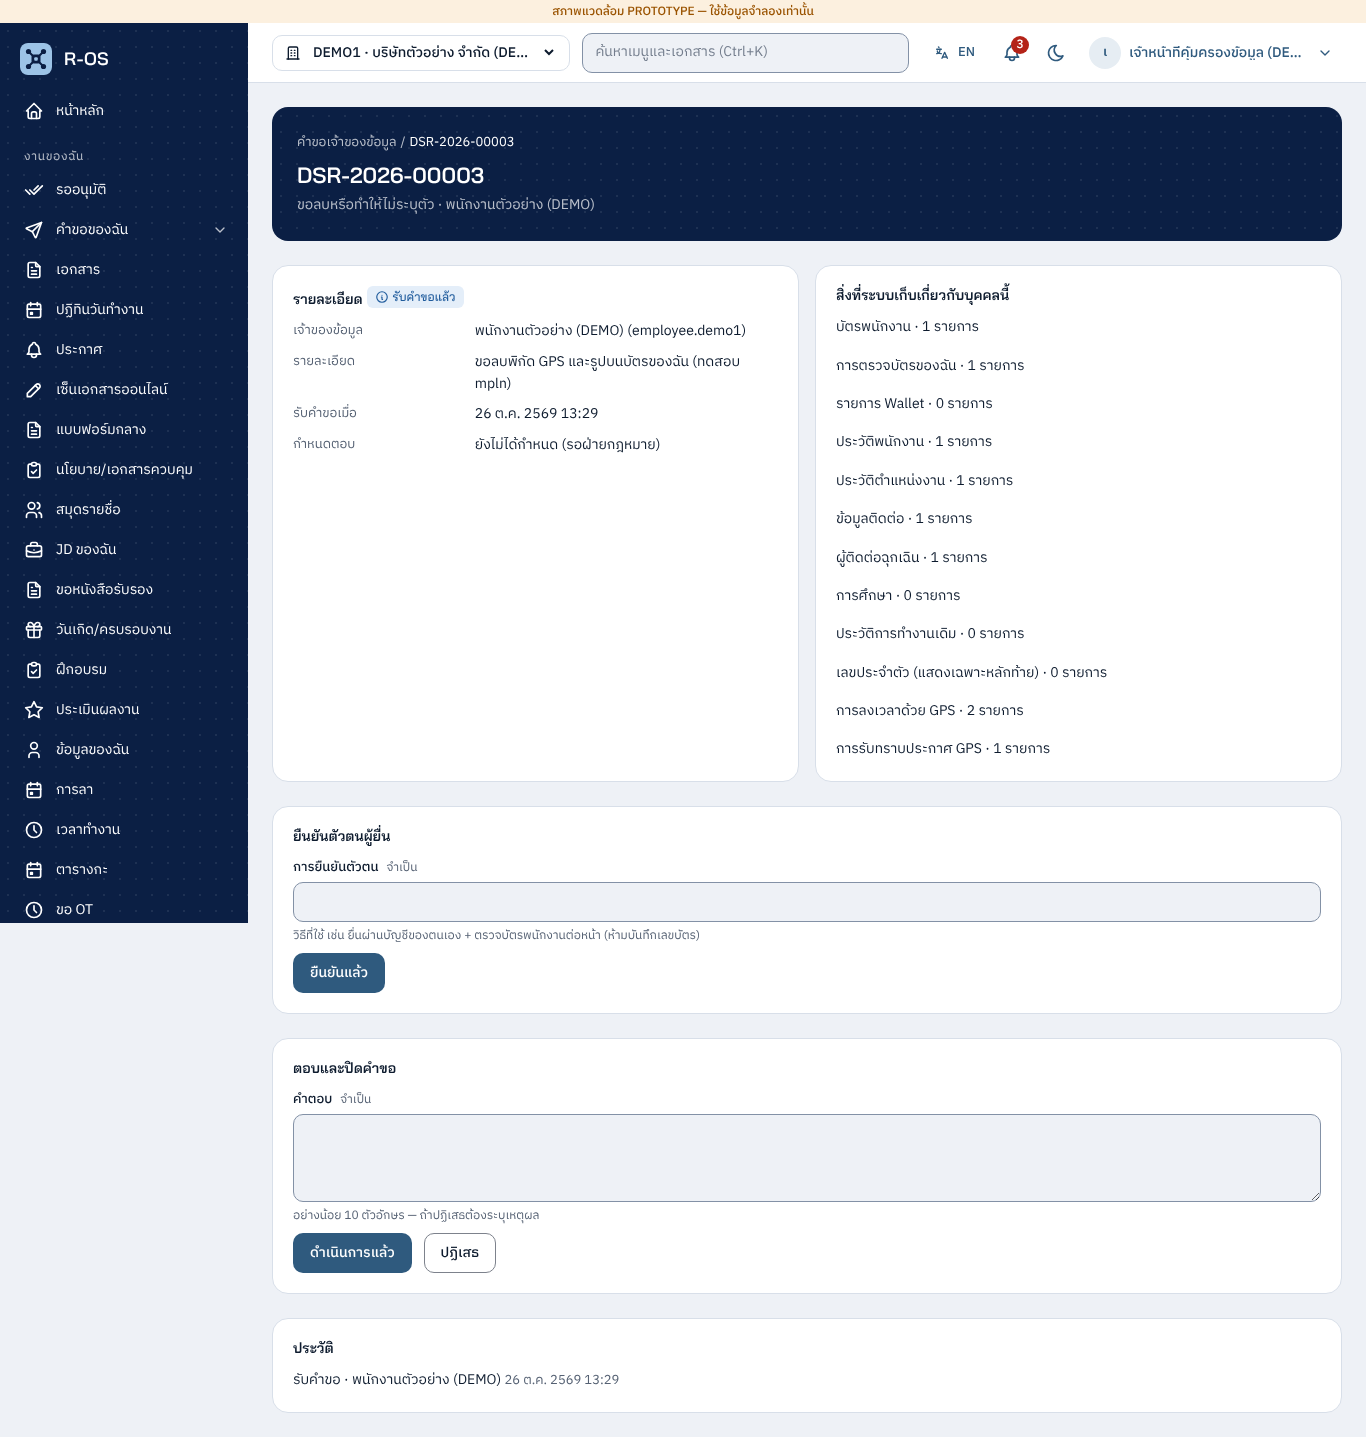 สภาพแวดล้อม PROTOTYPE — ใช้ข้อมูลจำลองเท่านั้น
R-OS
DEMO1 · บริษัทตัวอย่าง จำกัด (DE...
ค้นหาเมนูและเอกสาร (Ctrl+K)
EN
3
เ
เจ้าหน้าที่คุ้มครองข้อมูล (DE...
หน้าหลัก
งานของฉัน
รออนุมัติ
คำขอของฉัน
เอกสาร
ปฏิทินวันทำงาน
ประกาศ
เซ็นเอกสารออนไลน์
แบบฟอร์มกลาง
นโยบาย/เอกสารควบคุม
สมุดรายชื่อ
JD ของฉัน
ขอหนังสือรับรอง
วันเกิด/ครบรอบงาน
ฝึกอบรม
ประเมินผลงาน
ข้อมูลของฉัน
การลา
เวลาทำงาน
ตารางกะ
ขอ OT
คำขอเจ้าของข้อมูล / DSR-2026-00003
DSR-2026-00003
ขอลบหรือทำให้ไม่ระบุตัว · พนักงานตัวอย่าง (DEMO)
รายละเอียด รับคำขอแล้ว
เจ้าของข้อมูล พนักงานตัวอย่าง (DEMO) (employee.demo1)
รายละเอียด ขอลบพิกัด GPS และรูปบนบัตรของฉัน (ทดสอบ
mpln)
รับคำขอเมื่อ 26 ต.ค. 2569 13:29
กำหนดตอบ ยังไม่ได้กำหนด (รอฝ่ายกฎหมาย)
สิ่งที่ระบบเก็บเกี่ยวกับบุคคลนี้
บัตรพนักงาน · 1 รายการ
การตรวจบัตรของฉัน · 1 รายการ
รายการ Wallet · 0 รายการ
ประวัติพนักงาน · 1 รายการ
ประวัติตำแหน่งงาน · 1 รายการ
ข้อมูลติดต่อ · 1 รายการ
ผู้ติดต่อฉุกเฉิน · 1 รายการ
การศึกษา · 0 รายการ
ประวัติการทำงานเดิม · 0 รายการ
เลขประจำตัว (แสดงเฉพาะหลักท้าย) · 0 รายการ
การลงเวลาด้วย GPS · 2 รายการ
การรับทราบประกาศ GPS · 1 รายการ
ยืนยันตัวตนผู้ยื่น
การยืนยันตัวตน จำเป็น
วิธีที่ใช้ เช่น ยื่นผ่านบัญชีของตนเอง + ตรวจบัตรพนักงานต่อหน้า (ห้ามบันทึกเลขบัตร)
ยืนยันแล้ว
ตอบและปิดคำขอ
คำตอบ จำเป็น
อย่างน้อย 10 ตัวอักษร — ถ้าปฏิเสธต้องระบุเหตุผล
ดำเนินการแล้ว
ปฏิเสธ
ประวัติ
รับคำขอ · พนักงานตัวอย่าง (DEMO) 26 ต.ค. 2569 13:29